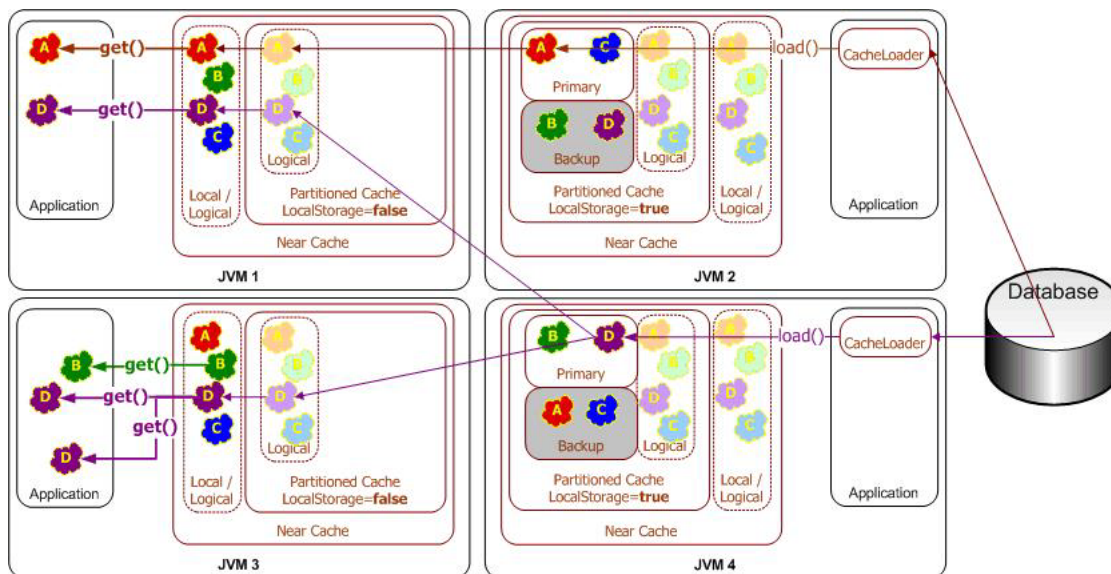 A
get()
A
A
B
B
D
get()
D
D
C
C
Logical
Application
Local /
Logical
Partitioned Cache
LocalStorage=false
Near Cache
JVM 1
A
C
A
A
load()
CacheLoader
Primary
B
B
D
D
B
D
C
C
Backup
Logical
Partitioned Cache
LocalStorage=true
Local /
Logical
Application
Near Cache
JVM 2
Database
A
A
B
get()
B
B
D
get()
D
D
get()
C
C
D
Logical
Application
Local /
Logical
Partitioned Cache
LocalStorage=false
Near Cache
JVM 3
B
D
A
A
load()
CacheLoader
Primary
B
B
D
D
A
C
C
C
Backup
Logical
Partitioned Cache
LocalStorage=true
Local /
Logical
Application
Near Cache
JVM 4